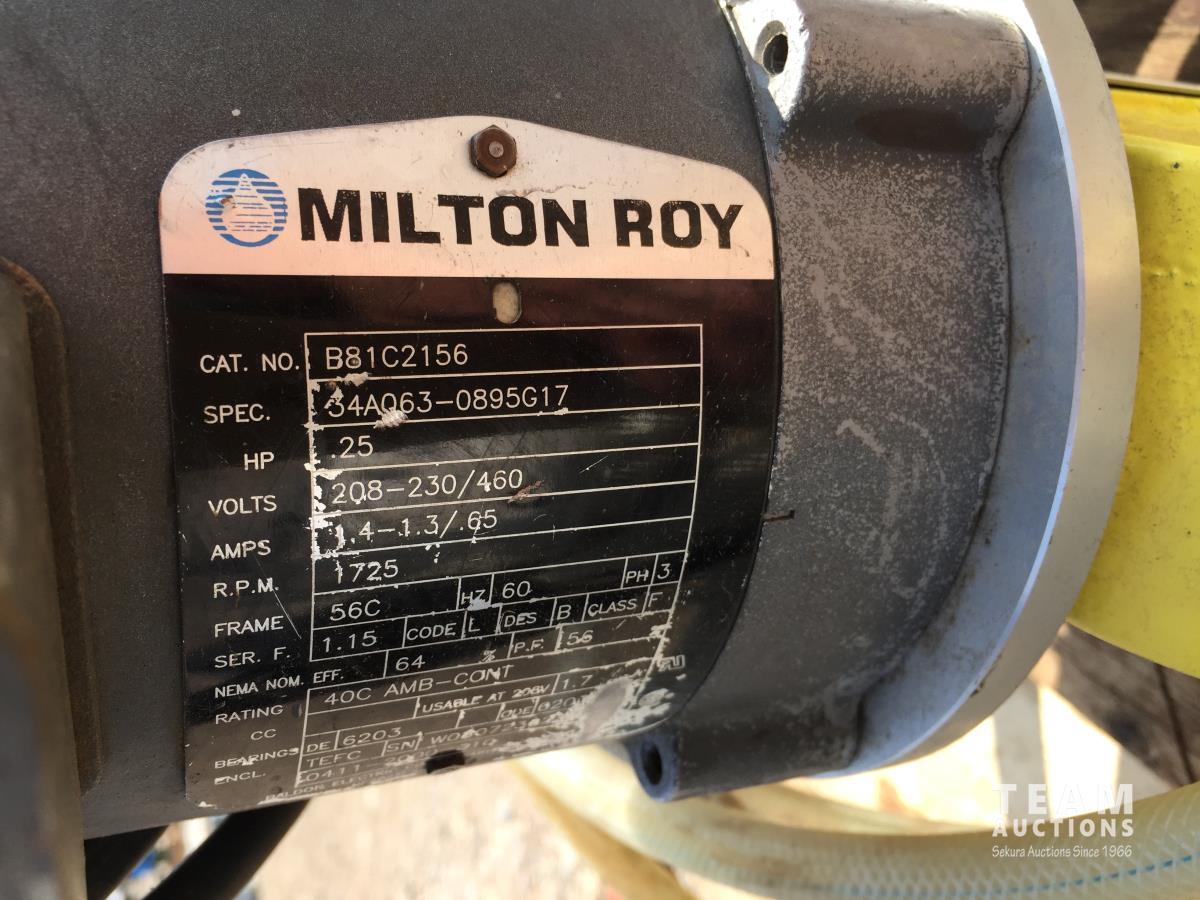 MILTON ROY
CAT. NO. B81C2156
SPEC. 34A063-0895G17
HP .25
VOLTS 208-230/460
AMPS 1.4-1.3/.65
R.P.M. 1725
FRAME 56C HZ 60 PH 3
SER. F. 1.15 CODE L DES B CLASS F
NEMA NOM. EFF. 64 % P.F. 56
RATING 40C AMB-CONT
CC USABLE AT 208V 1.7
BEARINGS DE 6203 ODE
ENCL. TEFC SN
TEAM
AUCTIONS
Sekura Auctions Since 1966